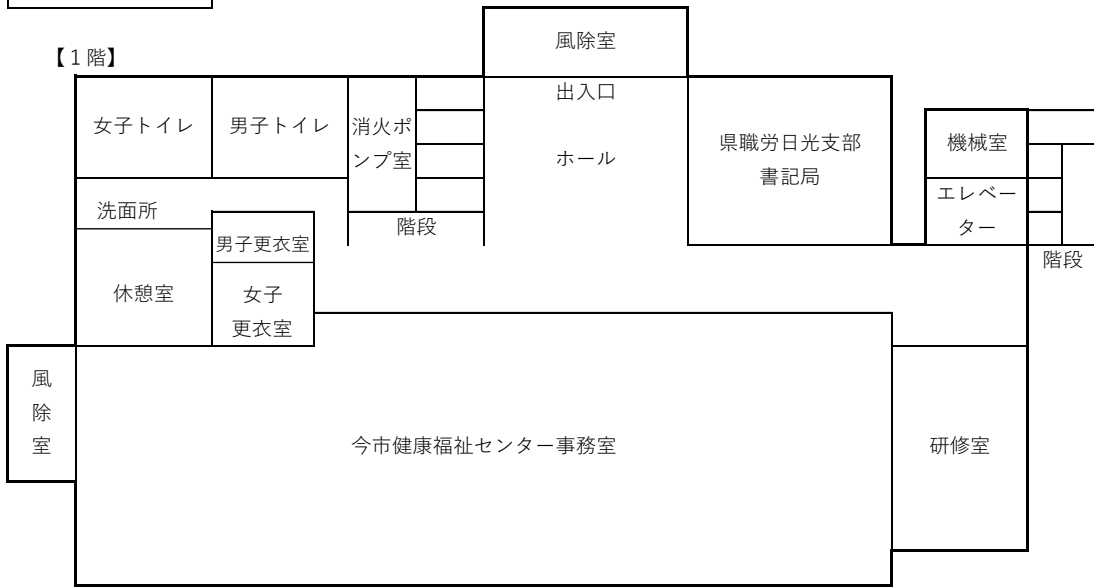 風除室
【１階】
出入口
女子トイレ
男子トイレ
消火ポ
ンプ室
ホール
県職労日光支部
書記局
機械室
エレベー
ター
洗面所
階段
男子更衣室
階段
休憩室
女子
更衣室
風
除
室
今市健康福祉センター事務室
研修室